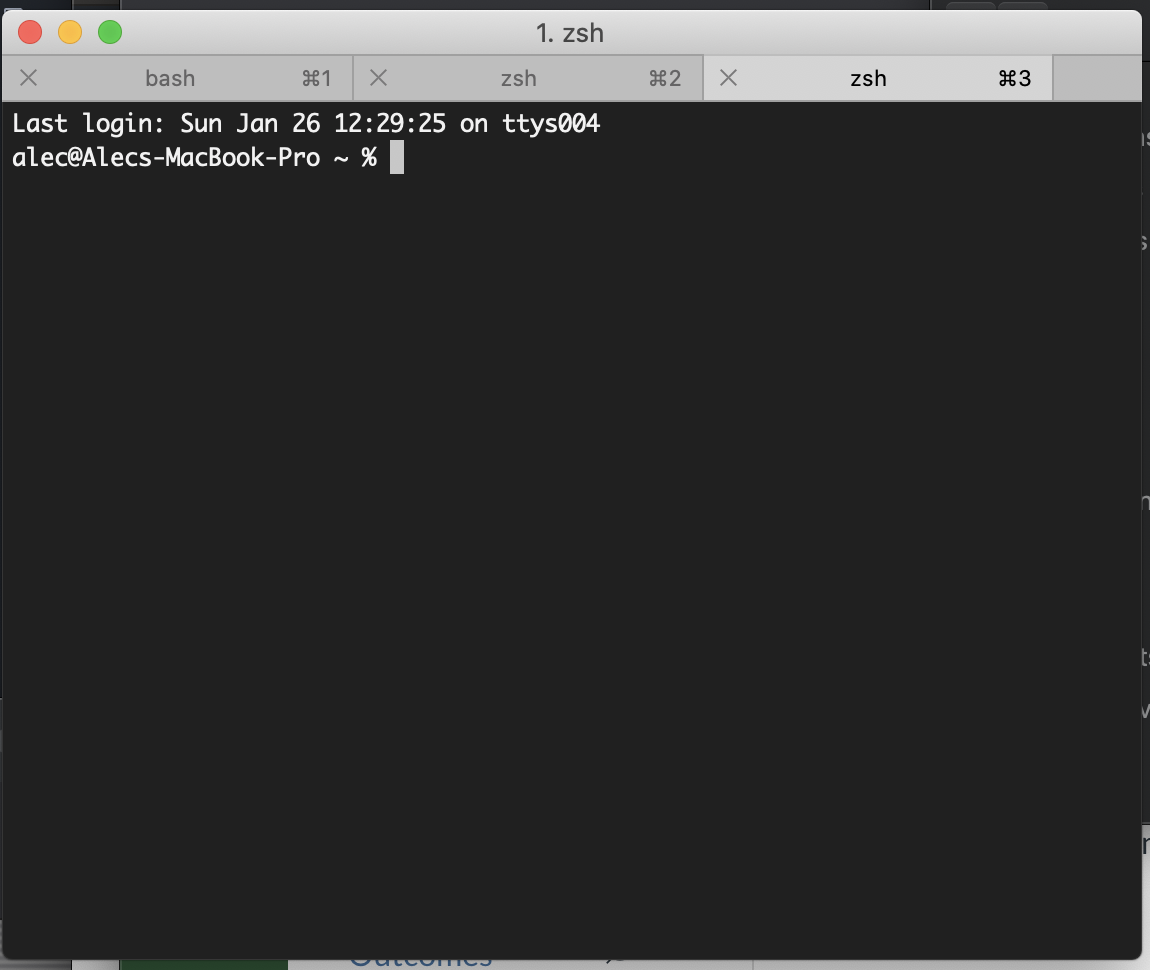 1. zsh
bash ⌘1 zsh ⌘2 zsh ⌘3
Last login: Sun Jan 26 12:29:25 on ttys004
alec@Alecs-MacBook-Pro ~ %
Outcomes